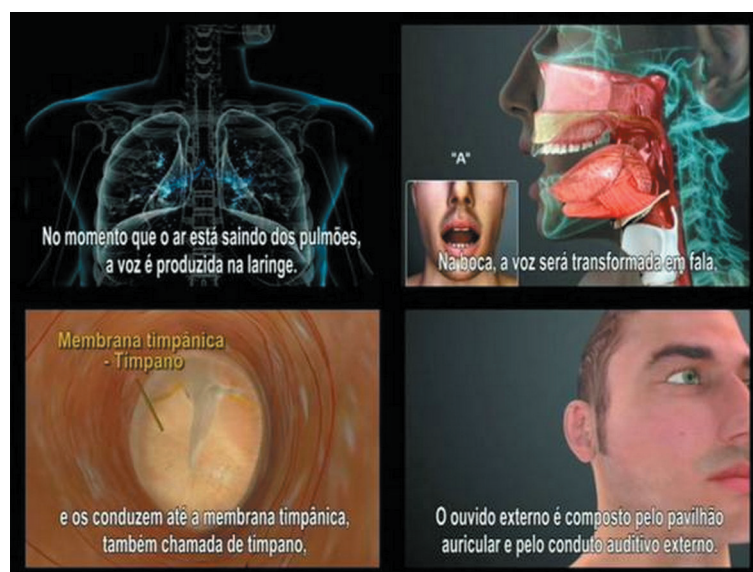 No momento que o ar está saindo dos pulmões,
a voz é produzida na laringe.
"A"
Na boca, a voz será transformada em fala,
Membrana timpânica
- Tímpano
e os conduzem até a membrana timpânica,
também chamada de tímpano,
O ouvido externo é composto pelo pavilhão
auricular e pelo conduto auditivo externo.